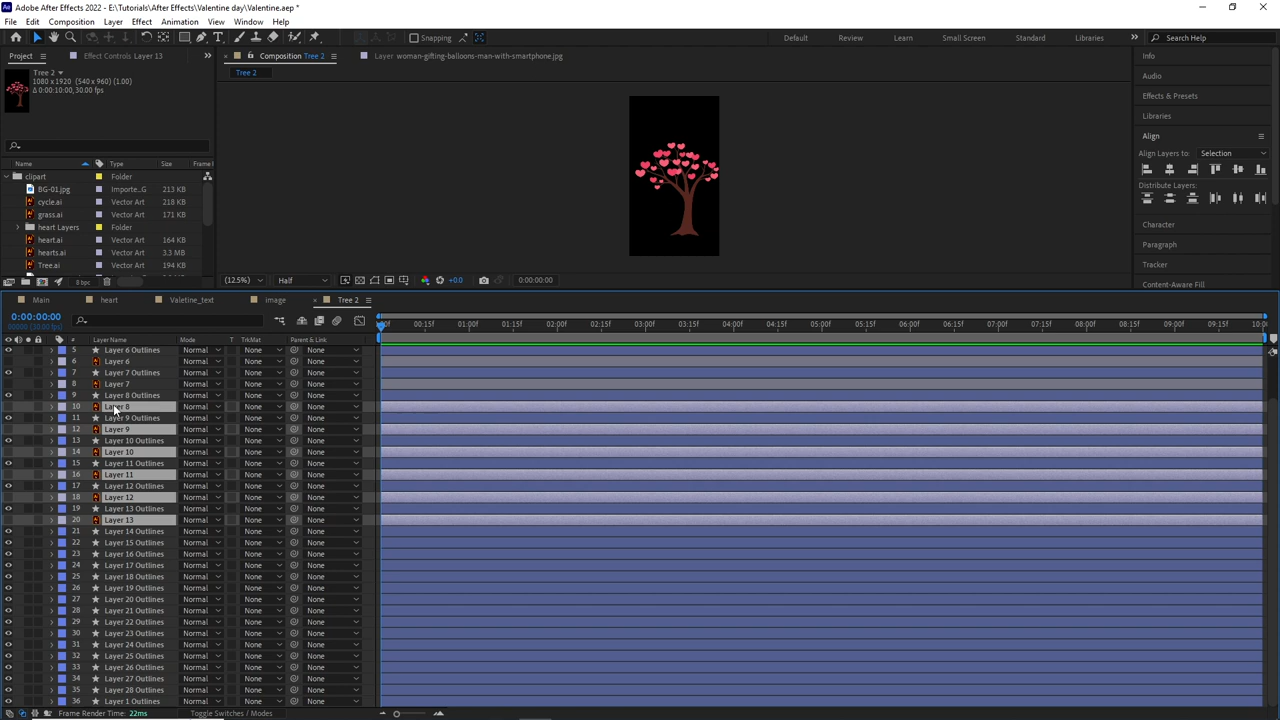 Adobe After Effects 2022 - E:\Tutorials\After Effects\Valentine day\Valentine.aep *
File Edit Composition Layer Effect Animation View Window Help
Snapping Default Review Learn Small Screen Standard Libraries Search Help
Project Effect Controls Layer 13 Composition Tree 2 Layer woman-gifting-balloons-man-with-smartphone.jpg Info
Tree 2
1080 x 1920 (540 x 960) (1.00)
Δ 0:00:10:00, 30.00 fps)
Tree 2
Audio
Effects & Presets
Libraries
Align
Align Layers to: Selection
Distribute Layers:
Character
Paragraph
Tracker
Content-Aware Fill
Name Type Size Frame
clipart Folder
BG-01.jpg Importe...G 213 KB
cycle.ai Vector Art 218 KB
grass.ai Vector Art 171 KB
heart Layers Folder
heart.ai Vector Art 164 KB
hearts.ai Vector Art 3.3 MB
Tree.ai Vector Art 194 KB
8 bpc (12.5%) Half +0.0 0:00:00:00
Main heart Valetine_text image Tree 2
0:00:00:00
00000 (30.00 fps)
:00f 00:15f 01:00f 01:15f 02:00f 02:15f 03:00f 03:15f 04:00f 04:15f 05:00f 05:15f 06:00f 06:15f 07:00f 07:15f 08:00f 08:15f 09:00f 09:15f 10:0
# Layer Name Mode T TrkMat Parent & Link
5 Layer 6 Outlines Normal None None
6 Layer 6 Normal None None
7 Layer 7 Outlines Normal None None
8 Layer 7 Normal None None
9 Layer 8 Outlines Normal None None
10 Layer 8 Normal None None
11 Layer 9 Outlines Normal None None
12 Layer 9 Normal None None
13 Layer 10 Outlines Normal None None
14 Layer 10 Normal None None
15 Layer 11 Outlines Normal None None
16 Layer 11 Normal None None
17 Layer 12 Outlines Normal None None
18 Layer 12 Normal None None
19 Layer 13 Outlines Normal None None
20 Layer 13 Normal None None
21 Layer 14 Outlines Normal None None
22 Layer 15 Outlines Normal None None
23 Layer 16 Outlines Normal None None
24 Layer 17 Outlines Normal None None
25 Layer 18 Outlines Normal None None
26 Layer 19 Outlines Normal None None
27 Layer 20 Outlines Normal None None
28 Layer 21 Outlines Normal None None
29 Layer 22 Outlines Normal None None
30 Layer 23 Outlines Normal None None
31 Layer 24 Outlines Normal None None
32 Layer 25 Outlines Normal None None
33 Layer 26 Outlines Normal None None
34 Layer 27 Outlines Normal None None
35 Layer 28 Outlines Normal None None
36 Layer 1 Outlines Normal None None
Frame Render Time: 22ms Toggle Switches / Modes